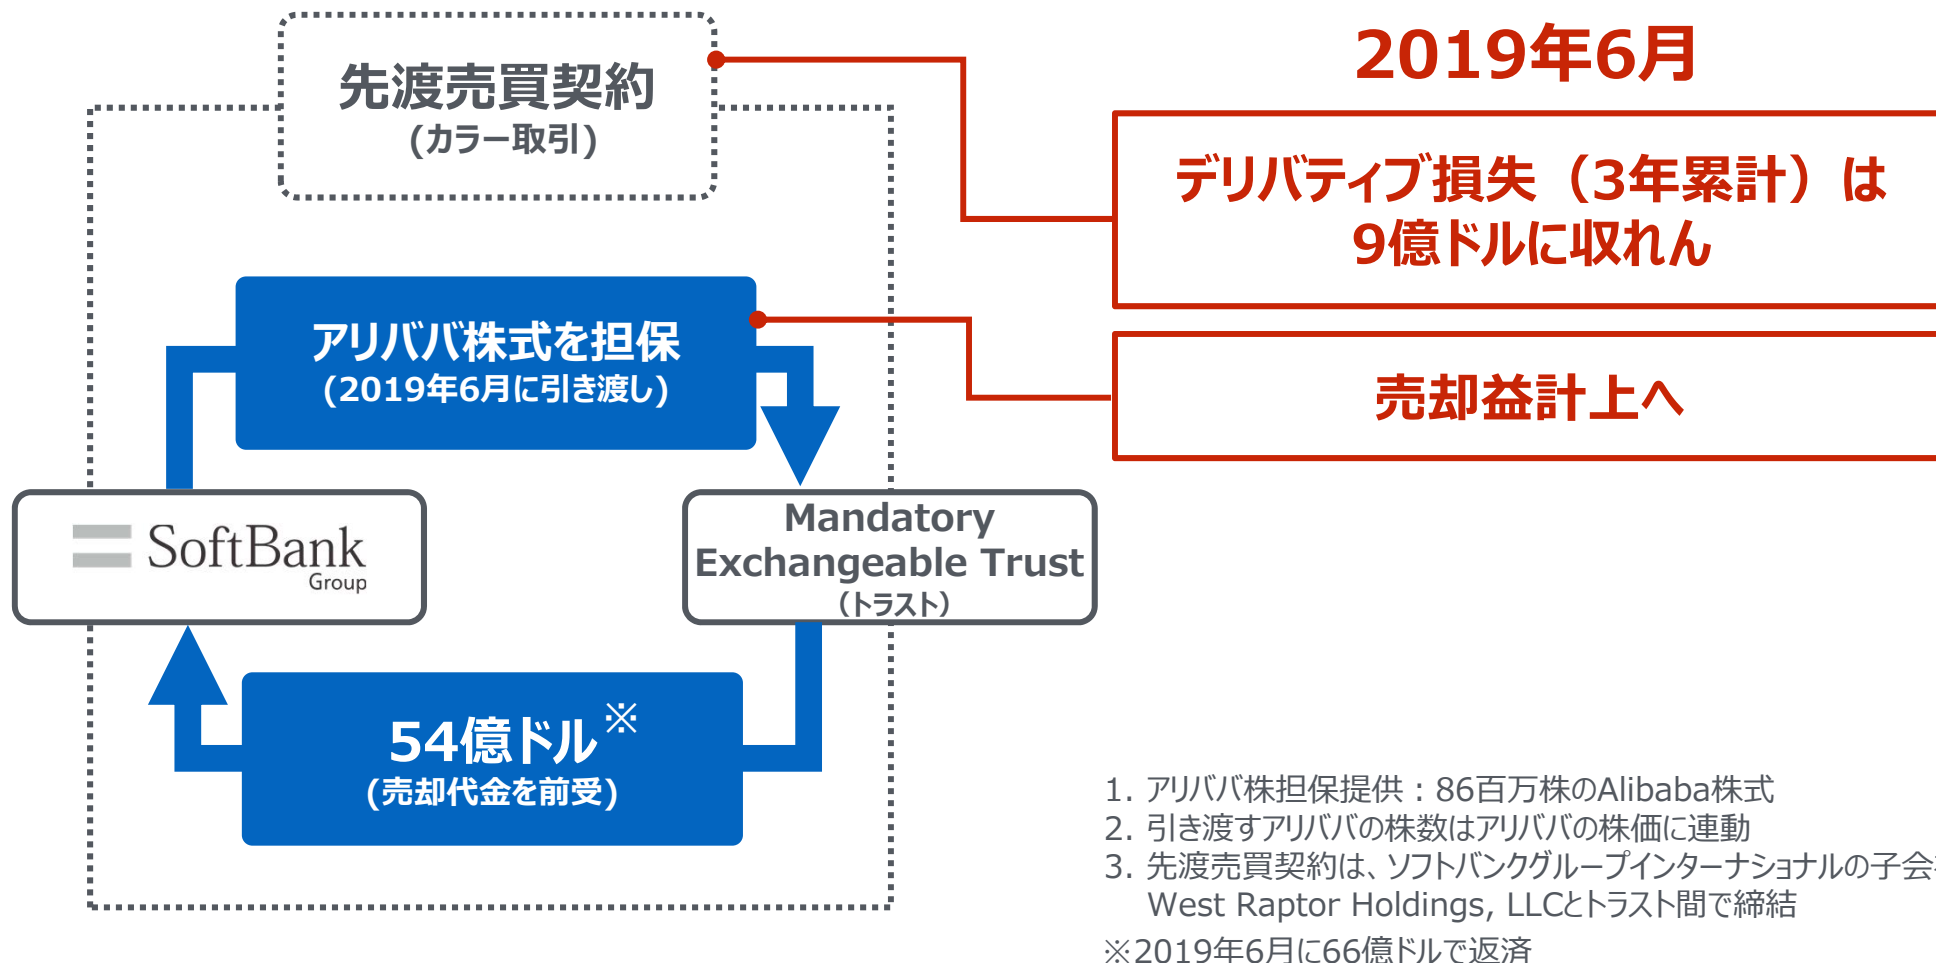 先渡売買契約
(カラー取引)
2019年6月
デリバティブ損失（3年累計）は
9億ドルに収れん
アリババ株式を担保
(2019年6月に引き渡し)
売却益計上へ
SoftBank
Group
Mandatory
Exchangeable Trust
（トラスト）
54億ドル※
(売却代金を前受)
1. アリババ株担保提供：86百万株のAlibaba株式
2. 引き渡すアリババの株数はアリババの株価に連動
3. 先渡売買契約は、ソフトバンクグループインターナショナルの子会
West Raptor Holdings, LLCとトラスト間で締結
※2019年6月に66億ドルで返済